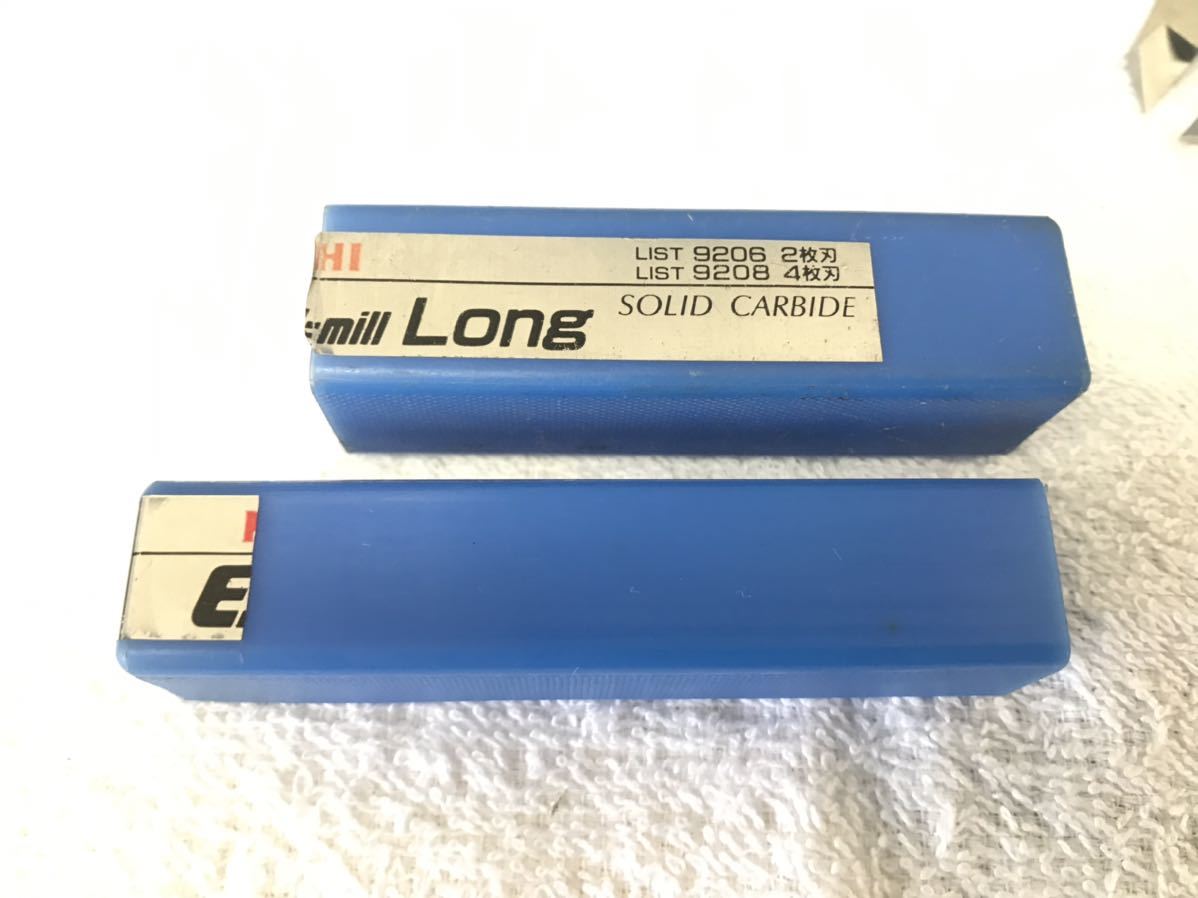 HI
LIST 9206 2枚刃
LIST 9208 4枚刃
mill Long
SOLID CARBIDE
E